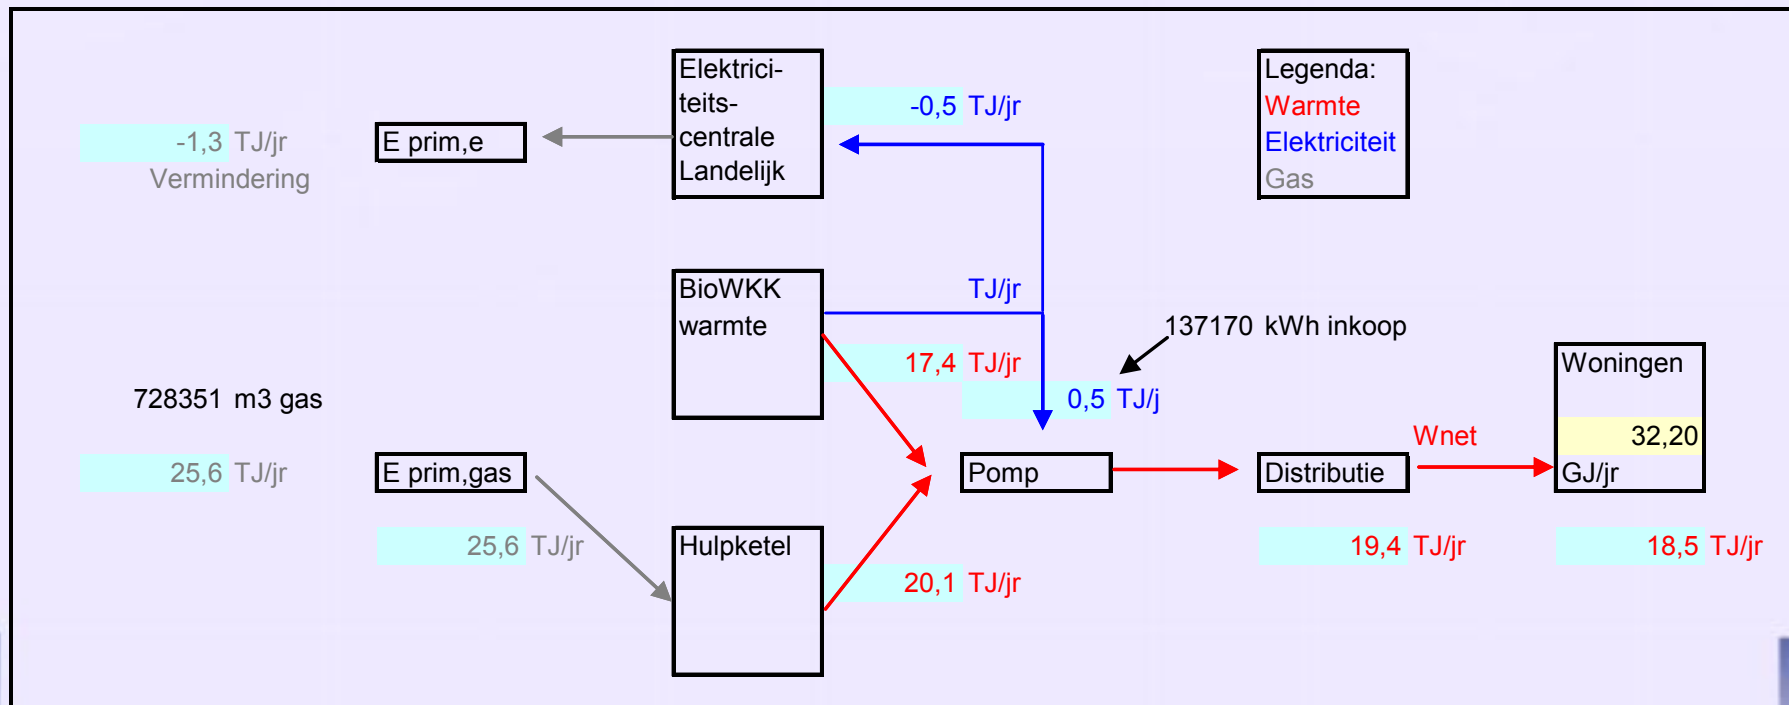 Elektrici-
teits-
centrale
Landelijk
-0,5 TJ/jr
Legenda:
Warmte
Elektriciteit
Gas
-1,3 TJ/jr
Vermindering
E prim,e
BioWKK
warmte
TJ/jr
137170 kWh inkoop
17,4 TJ/jr
0,5 TJ/j
Woningen
32,20
GJ/jr
728351 m3 gas
Wnet
25,6 TJ/jr
E prim,gas
Pomp
Distributie
25,6 TJ/jr
Hulpketel
20,1 TJ/jr
19,4 TJ/jr
18,5 TJ/jr